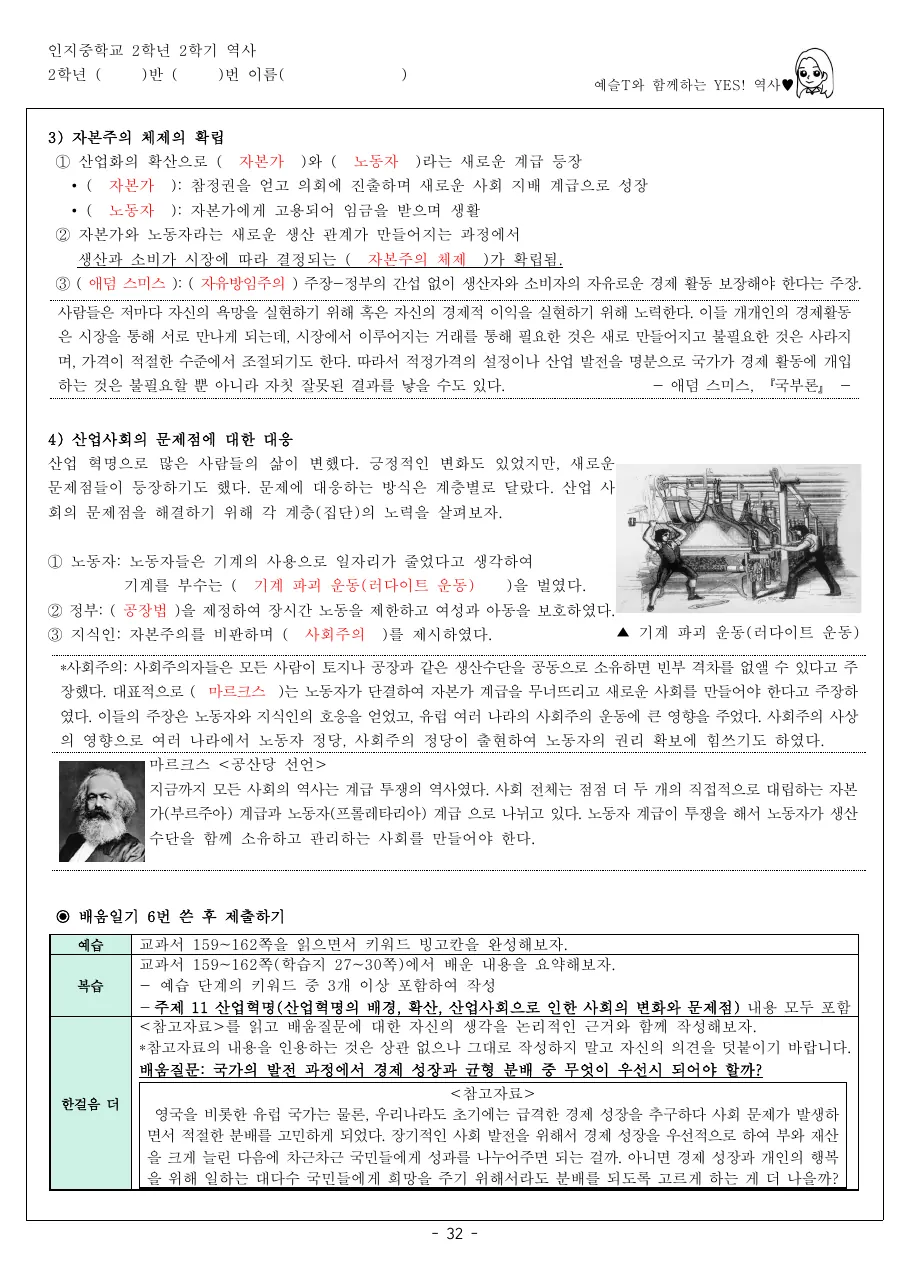 인지중학교 2학년 2학기 역사
2학년 (     )반 (     )번 이름(               )
예슬T와 함께하는 YES! 역사♥
3) 자본주의 체제의 확립
① 산업화의 확산으로 (  자본가  )와 (  노동자  )라는 새로운 계급 등장
• (  자본가  ): 참정권을 얻고 의회에 진출하며 새로운 사회 지배 계급으로 성장
• (  노동자  ): 자본가에게 고용되어 임금을 받으며 생활
② 자본가와 노동자라는 새로운 생산 관계가 만들어지는 과정에서
생산과 소비가 시장에 따라 결정되는 (  자본주의 체제  )가 확립됨.
③ ( 애덤 스미스 ): ( 자유방임주의 ) 주장-정부의 간섭 없이 생산자와 소비자의 자유로운 경제 활동 보장해야 한다는 주장.
사람들은 저마다 자신의 욕망을 실현하기 위해 혹은 자신의 경제적 이익을 실현하기 위해 노력한다. 이들 개개인의 경제활동
은 시장을 통해 서로 만나게 되는데, 시장에서 이루어지는 거래를 통해 필요한 것은 새로 만들어지고 불필요한 것은 사라지
며, 가격이 적절한 수준에서 조절되기도 한다. 따라서 적정가격의 설정이나 산업 발전을 명분으로 국가가 경제 활동에 개입
하는 것은 불필요할 뿐 아니라 자칫 잘못된 결과를 낳을 수도 있다. - 애덤 스미스, 『국부론』 -
4) 산업사회의 문제점에 대한 대응
산업 혁명으로 많은 사람들의 삶이 변했다. 긍정적인 변화도 있었지만, 새로운
문제점들이 등장하기도 했다. 문제에 대응하는 방식은 계층별로 달랐다. 산업 사
회의 문제점을 해결하기 위해 각 계층(집단)의 노력을 살펴보자.
① 노동자: 노동자들은 기계의 사용으로 일자리가 줄었다고 생각하여
기계를 부수는 (  기계 파괴 운동(러다이트 운동)    )을 벌였다.
② 정부: ( 공장법 )을 제정하여 장시간 노동을 제한하고 여성과 아동을 보호하였다.
③ 지식인: 자본주의를 비판하며 (  사회주의  )를 제시하였다.
▲ 기계 파괴 운동(러다이트 운동)
*사회주의: 사회주의자들은 모든 사람이 토지나 공장과 같은 생산수단을 공동으로 소유하면 빈부 격차를 없앨 수 있다고 주
장했다. 대표적으로 (  마르크스  )는 노동자가 단결하여 자본가 계급을 무너뜨리고 새로운 사회를 만들어야 한다고 주장하
였다. 이들의 주장은 노동자와 지식인의 호응을 얻었고, 유럽 여러 나라의 사회주의 운동에 큰 영향을 주었다. 사회주의 사상
의 영향으로 여러 나라에서 노동자 정당, 사회주의 정당이 출현하여 노동자의 권리 확보에 힘쓰기도 하였다.
마르크스 <공산당 선언>
지금까지 모든 사회의 역사는 계급 투쟁의 역사였다. 사회 전체는 점점 더 두 개의 직접적으로 대립하는 자본
가(부르주아) 계급과 노동자(프롤레타리아) 계급 으로 나뉘고 있다. 노동자 계급이 투쟁을 해서 노동자가 생산
수단을 함께 소유하고 관리하는 사회를 만들어야 한다.
◉ 배움일기 6번 쓴 후 제출하기
예습
교과서 159~162쪽을 읽으면서 키워드 빙고칸을 완성해보자.
복습
교과서 159~162쪽(학습지 27~30쪽)에서 배운 내용을 요약해보자.
- 예습 단계의 키워드 중 3개 이상 포함하여 작성
- 주제 11 산업혁명(산업혁명의 배경, 확산, 산업사회으로 인한 사회의 변화와 문제점) 내용 모두 포함
한걸음 더
<참고자료>를 읽고 배움질문에 대한 자신의 생각을 논리적인 근거와 함께 작성해보자.
*참고자료의 내용을 인용하는 것은 상관 없으나 그대로 작성하지 말고 자신의 의견을 덧붙이기 바랍니다.
배움질문: 국가의 발전 과정에서 경제 성장과 균형 분배 중 무엇이 우선시 되어야 할까?
<참고자료>
영국을 비롯한 유럽 국가는 물론, 우리나라도 초기에는 급격한 경제 성장을 추구하다 사회 문제가 발생하
면서 적절한 분배를 고민하게 되었다. 장기적인 사회 발전을 위해서 경제 성장을 우선적으로 하여 부와 재산
을 크게 늘린 다음에 차근차근 국민들에게 성과를 나누어주면 되는 걸까. 아니면 경제 성장과 개인의 행복
을 위해 일하는 대다수 국민들에게 희망을 주기 위해서라도 분배를 되도록 고르게 하는 게 더 나을까?
- 32 -